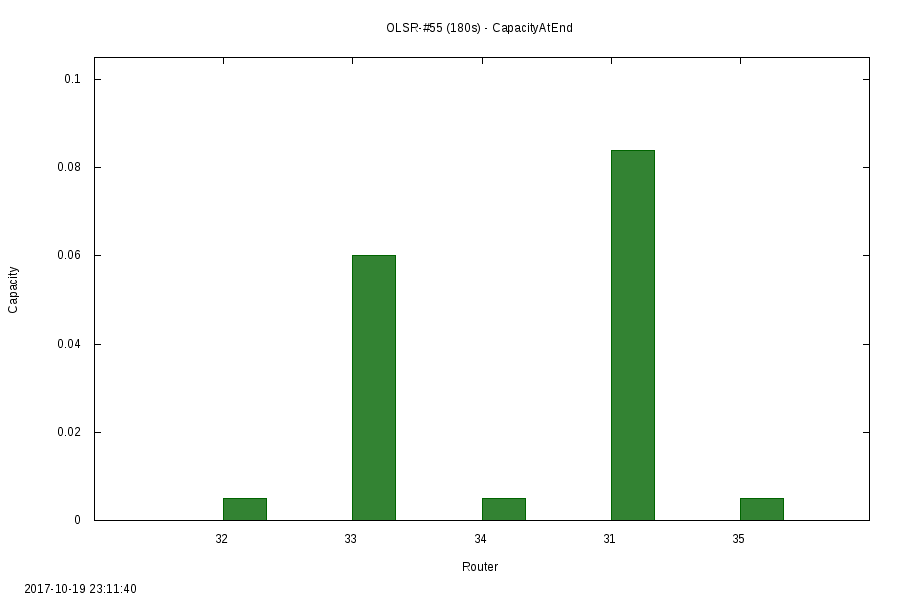 OLSR-#55 (180s) - CapacityAtEnd
0.1
0.08
0.06
0.04
0.02
0
Capacity
32 33 34 31 35
Router
2017-10-19 23:11:40